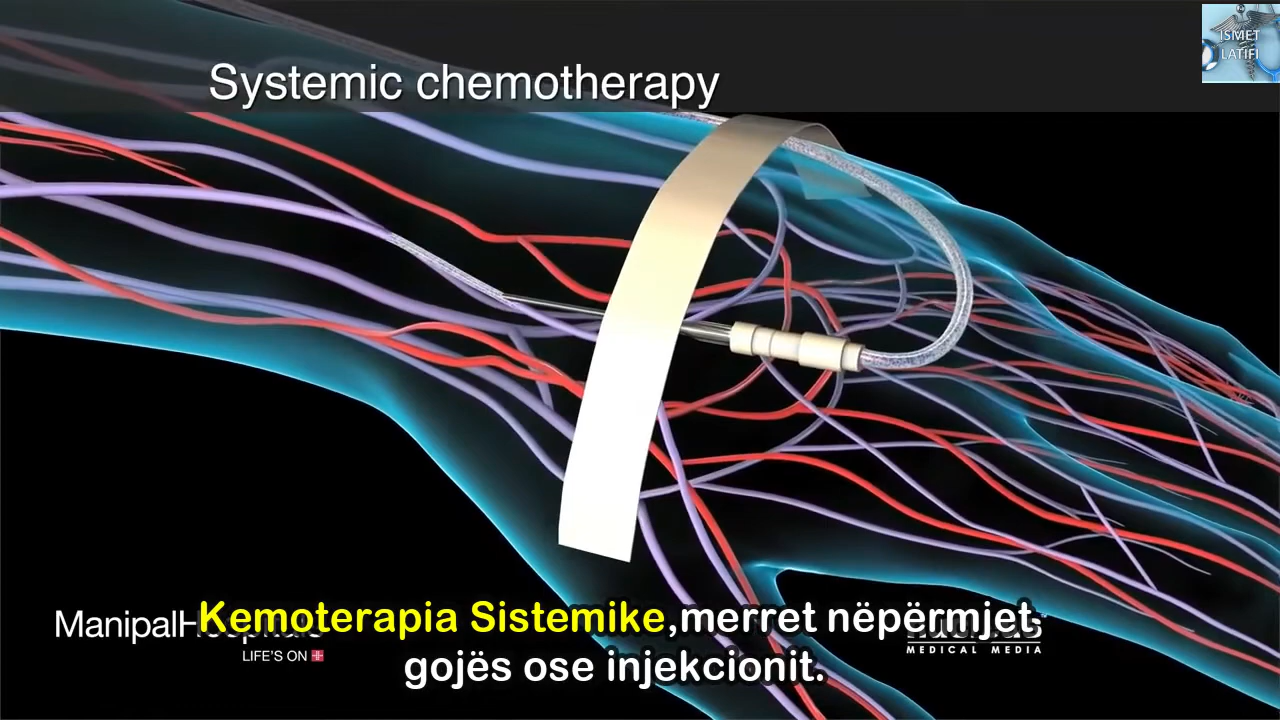 ISMET
LATIFI
Systemic chemotherapy
Kemoterapia Sistemike,merret nëpërmjet
gojës ose injekcionit.
LIFE'S ON
MEDICAL MEDIA